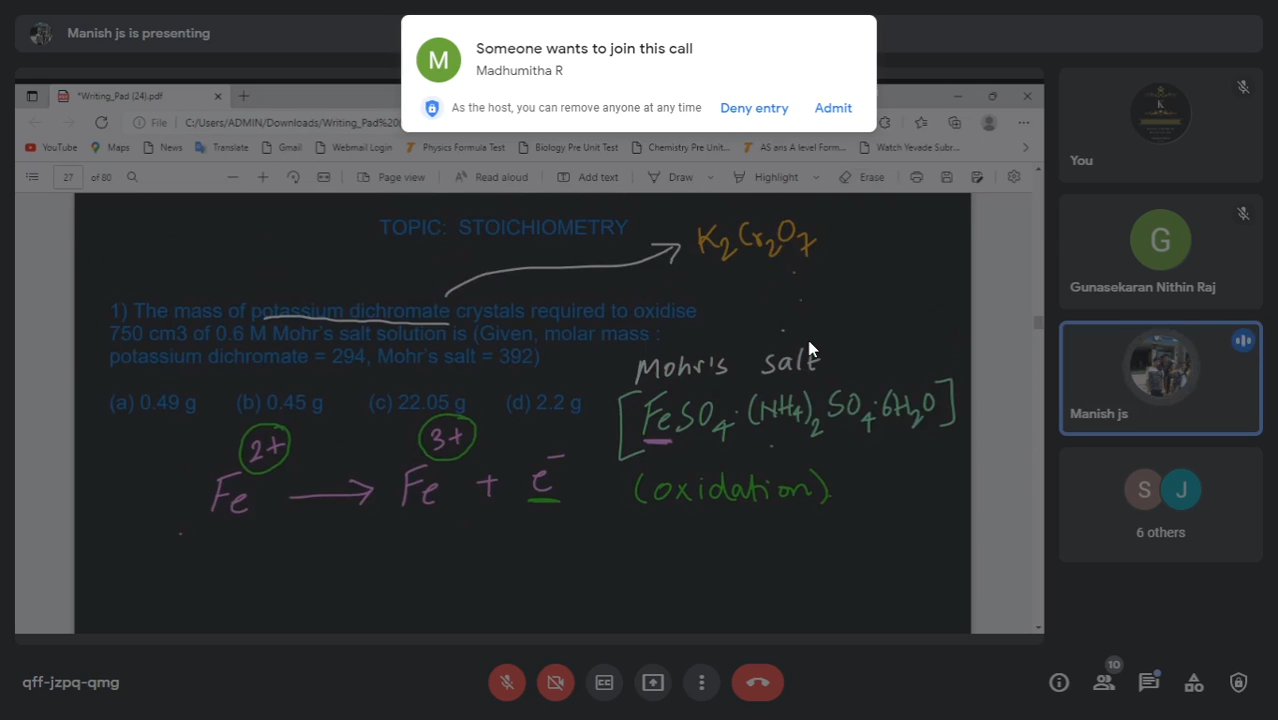 Manish js is presenting
Someone wants to join this call
M
Madhumitha R
As the host, you can remove anyone at any time
Deny entry
Admit
*Writing_Pad (24).pdf
File
C:/Users/ADMIN/Downloads/Writing_Pad%20
YouTube
Maps
News
Translate
Gmail
Webmail Login
Physics Formula Test
Biology Pre Unit Test
Chemistry Pre Unit...
AS ans A level Form...
Watch Yevade Subr...
27 of 80
Page view
Read aloud
Add text
Draw
Highlight
Erase
TOPIC: STOICHIOMETRY
K2Cr2O7
1) The mass of potassium dichromate crystals required to oxidise
750 cm3 of 0.6 M Mohr's salt solution is (Given, molar mass :
potassium dichromate = 294, Mohr's salt = 392)
Mohr's salt
(a) 0.49 g (b) 0.45 g (c) 22.05 g (d) 2.2 g
[FeSO4·(NH4)2SO4·6H2O]
Fe2+ → Fe3+ + e− (oxidation)
K
You
G
Gunasekaran Nithin Raj
Manish js
S J
6 others
qff-jzpq-qmg
10